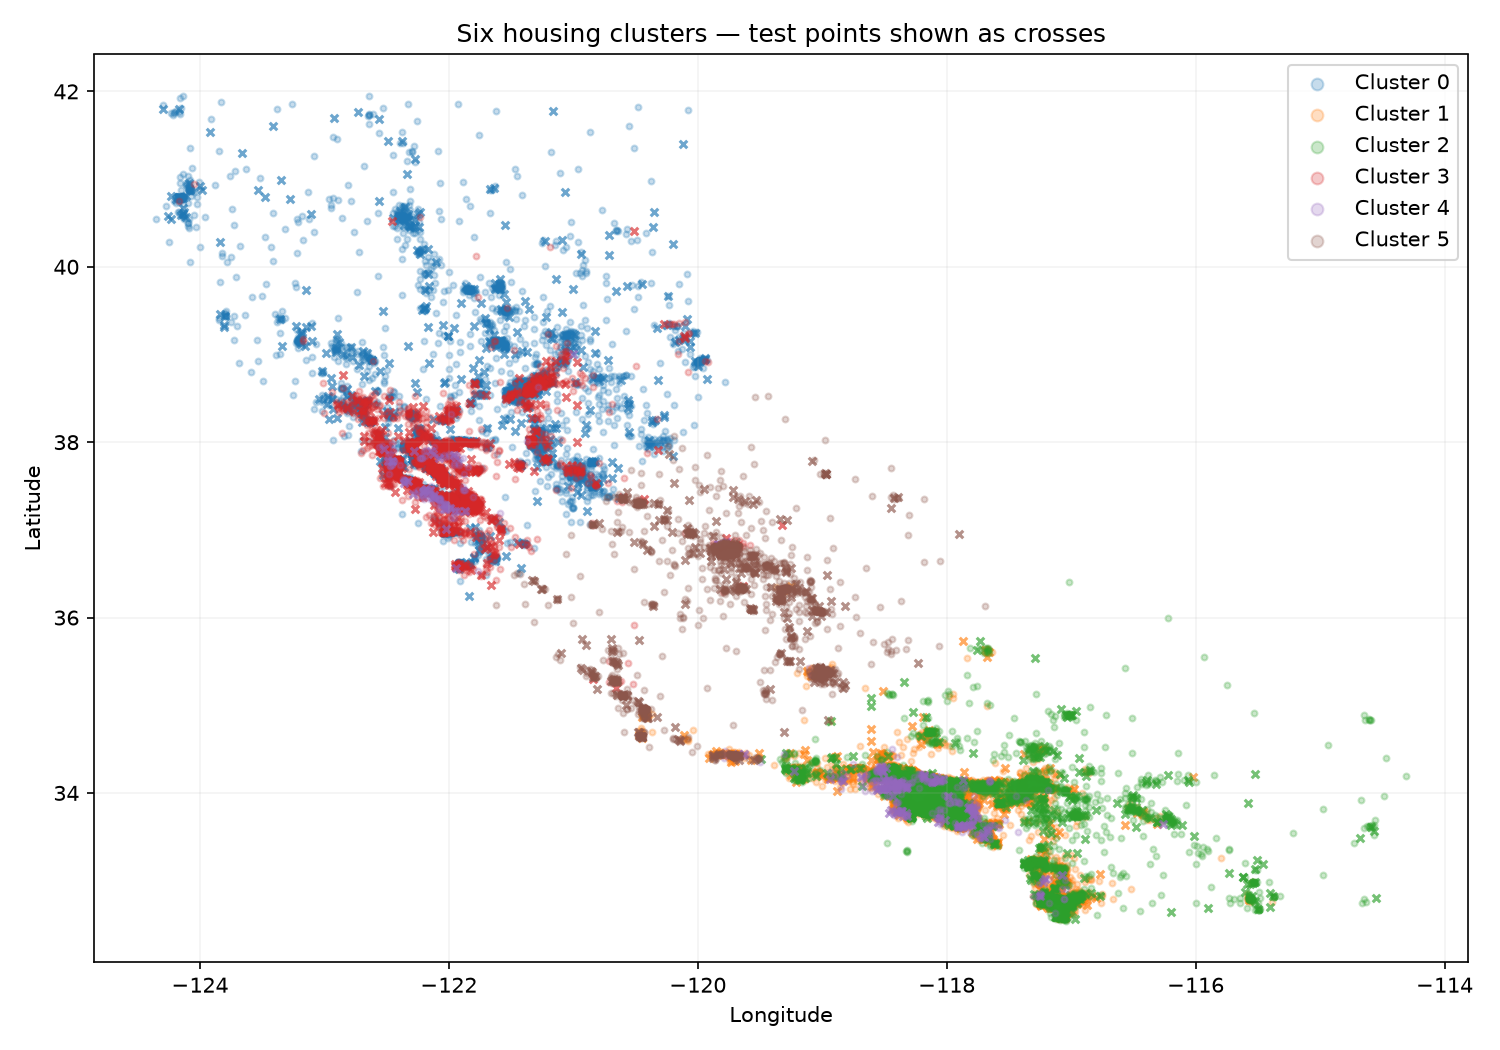 Six housing clusters — test points shown as crosses
Cluster 0
Cluster 1
Cluster 2
Cluster 3
Cluster 4
Cluster 5
42
40
38
36
34
Latitude
−124
−122
−120
−118
−116
−114
Longitude